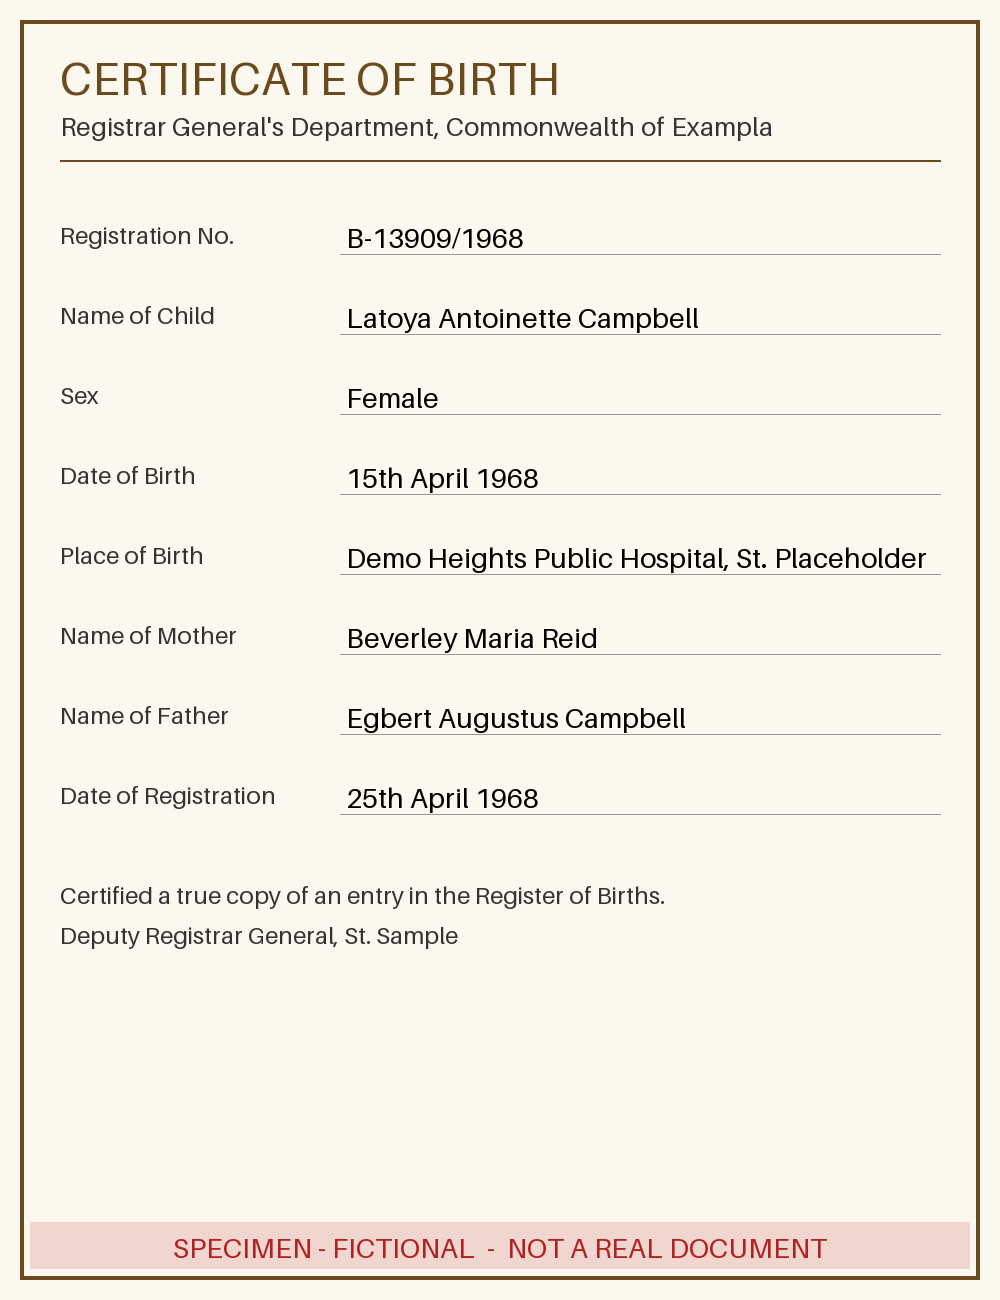 CERTIFICATE OF BIRTH
Registrar General's Department, Commonwealth of Exampla
Registration No. B-13909/1968
Name of Child Latoya Antoinette Campbell
Sex Female
Date of Birth 15th April 1968
Place of Birth Demo Heights Public Hospital, St. Placeholder
Name of Mother Beverley Maria Reid
Name of Father Egbert Augustus Campbell
Date of Registration 25th April 1968
Certified a true copy of an entry in the Register of Births.
Deputy Registrar General, St. Sample
SPECIMEN - FICTIONAL - NOT A REAL DOCUMENT